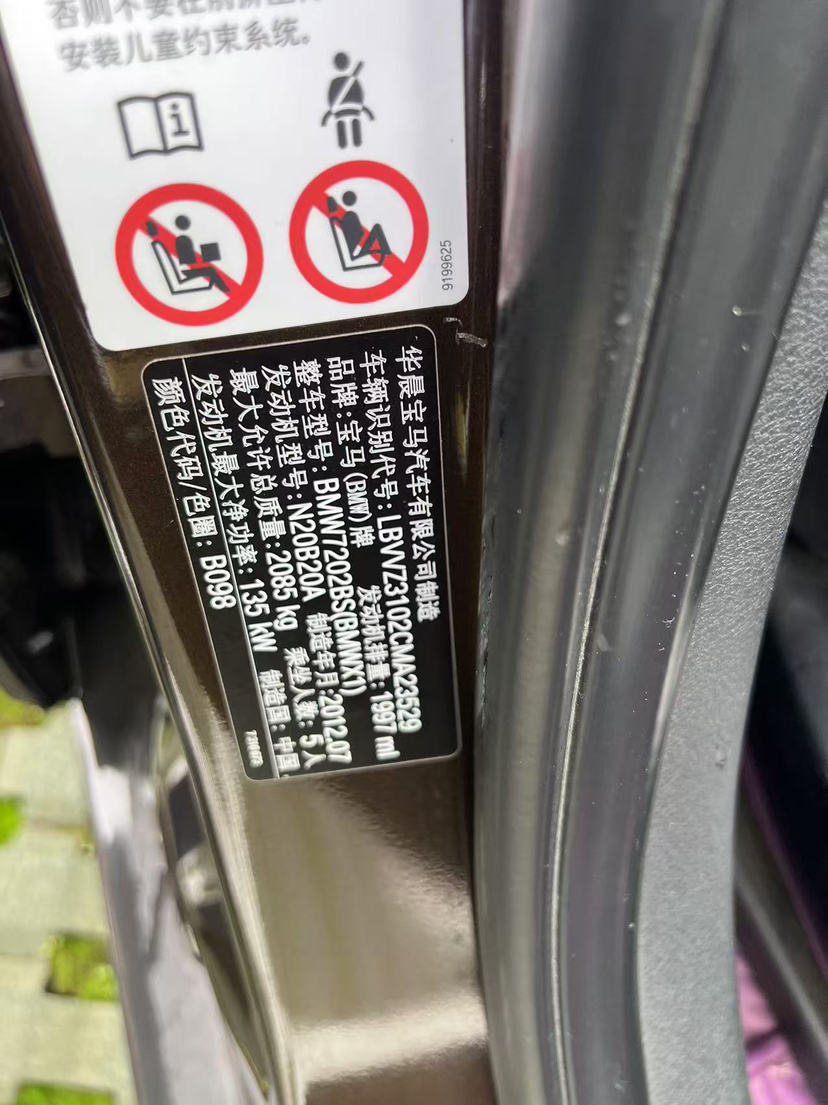 安装儿童约束系统。
9199625
华晨宝马汽车有限公司制造
车辆识别代号:LBVVZ3102CMA23529
品牌:宝马(BMW)牌 发动机排量:1997 ml
整车型号:BMW7202BS(BMWK1)
发动机型号:N20B20A 制造年月:2012.07
最大允许总质量:2085 kg 乘坐人数:5人
发动机最大净功率:135 kW 制造国:中国
颜色代码/色圈:B098